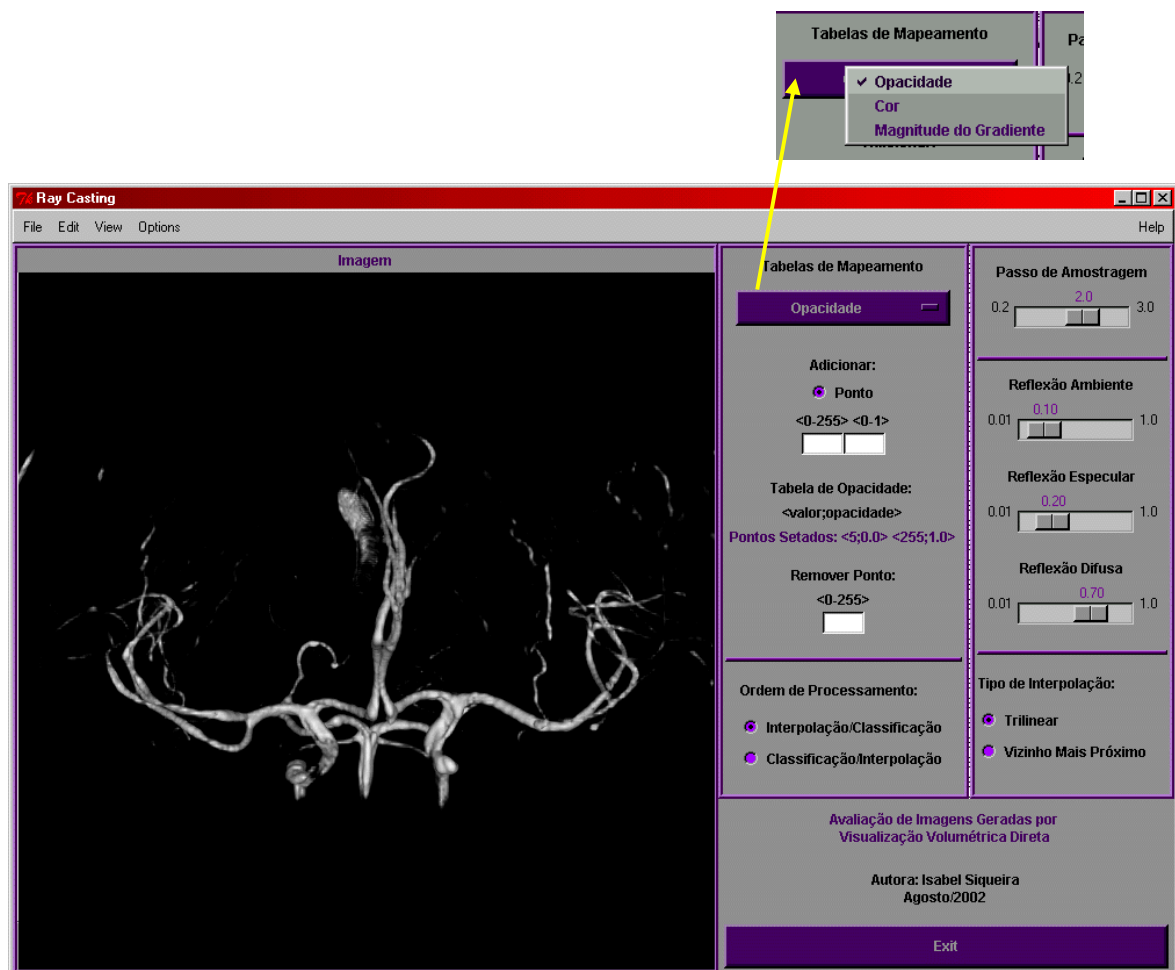 Tabelas de Mapeamento
Opacidade
Cor
Magnitude do Gradiente
.2
Ray Casting
File Edit View Options Help
Imagem
Tabelas de Mapeamento
Opacidade
Adicionar:
Ponto
<0-255> <0-1>
Tabela de Opacidade:
<valor;opacidade>
Pontos Setados: <5;0.0> <255;1.0>
Remover Ponto:
<0-255>
Ordem de Processamento:
Interpolação/Classificação
Classificação/Interpolação
Passo de Amostragem
2.0
0.2 3.0
Reflexão Ambiente
0.10
0.01 1.0
Reflexão Especular
0.20
0.01 1.0
Reflexão Difusa
0.70
0.01 1.0
Tipo de Interpolação:
Trilinear
Vizinho Mais Próximo
Avaliação de Imagens Geradas por
Visualização Volumétrica Direta
Autora: Isabel Siqueira
Agosto/2002
Exit